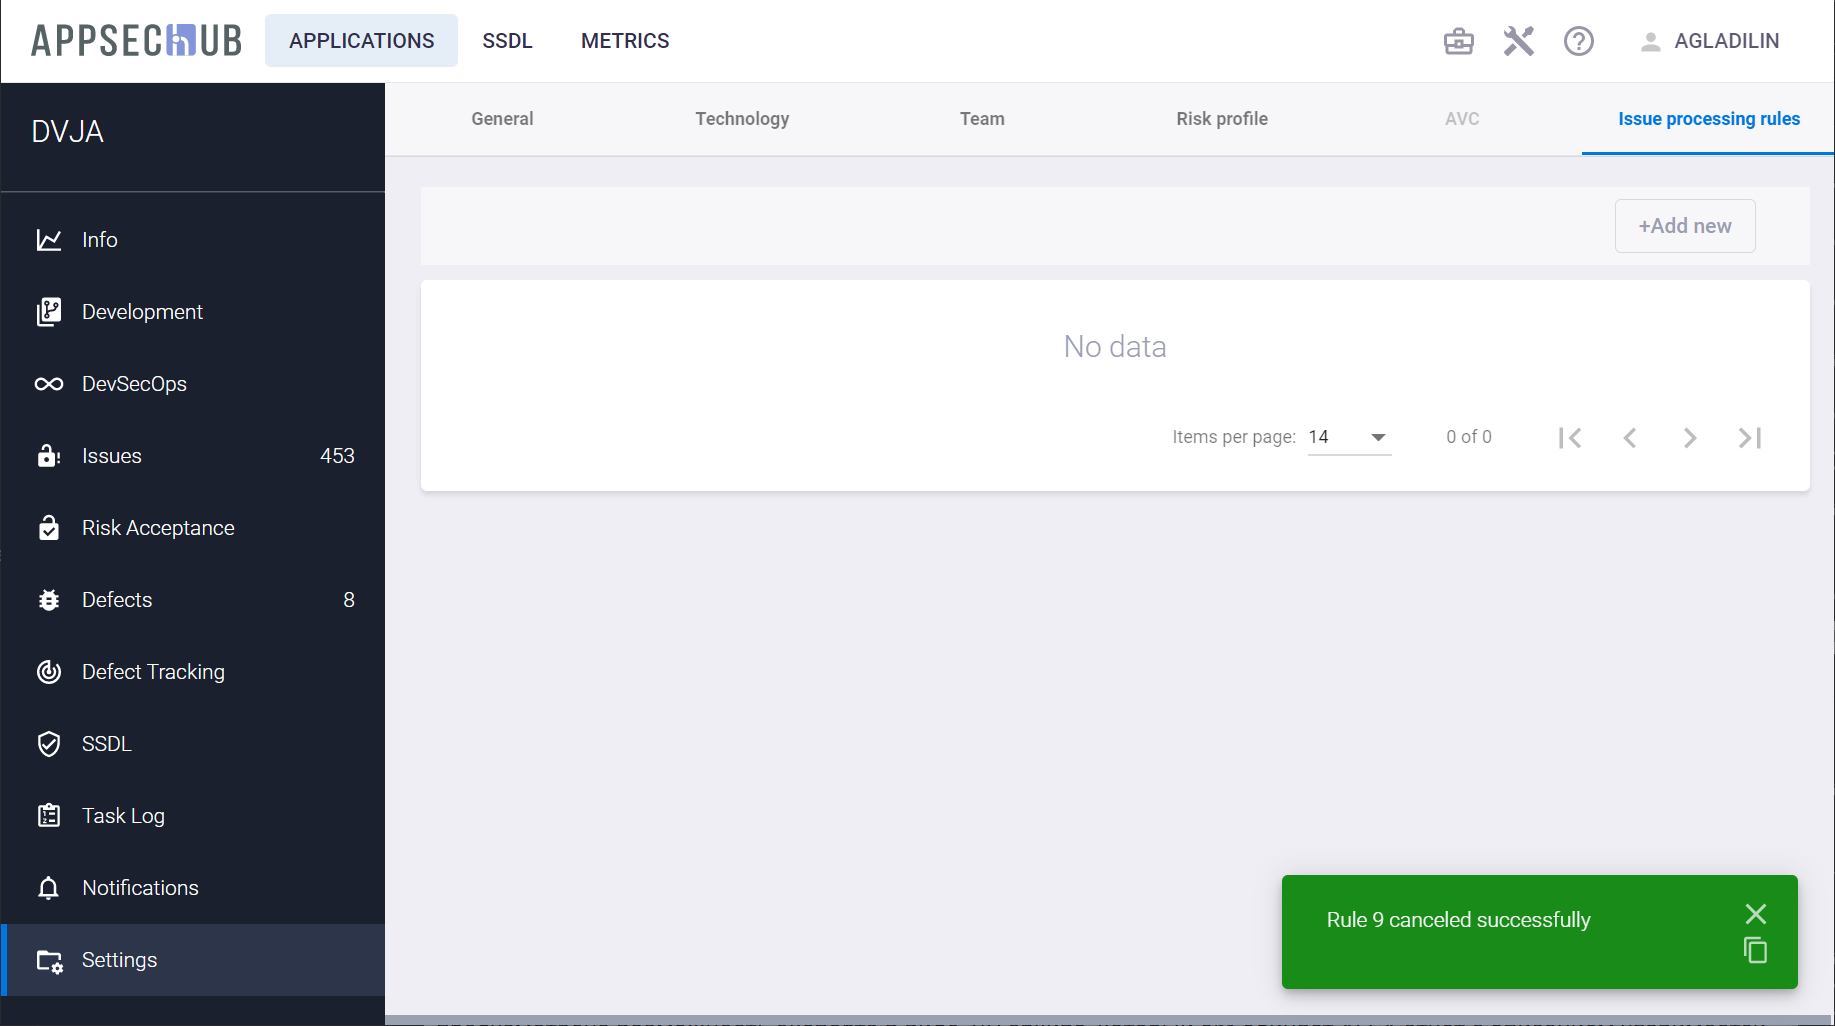 APPSECHUB
APPLICATIONS
SSDL
METRICS
AGLADILIN
DVJA
General
Technology
Team
Risk profile
AVC
Issue processing rules
Info
Development
DevSecOps
Issues 453
Risk Acceptance
Defects 8
Defect Tracking
SSDL
Task Log
Notifications
Settings
+Add new
No data
Items per page: 14
0 of 0
Rule 9 canceled successfully